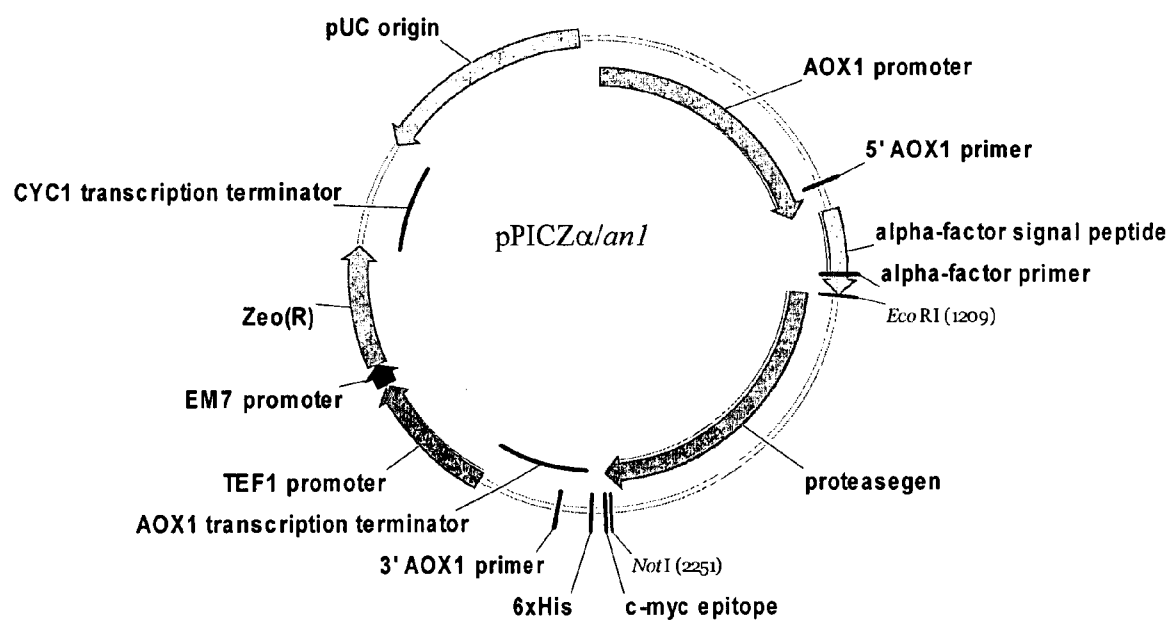 pUC origin
AOX1 promoter
5' AOX1 primer
CYC1 transcription terminator
pPICZα/an1
alpha-factor signal peptide
alpha-factor primer
EcoRI (1209)
Zeo(R)
EM7 promoter
TEF1 promoter
proteasegen
AOX1 transcription terminator
3' AOX1 primer
NotI (2251)
6xHis
c-myc epitope